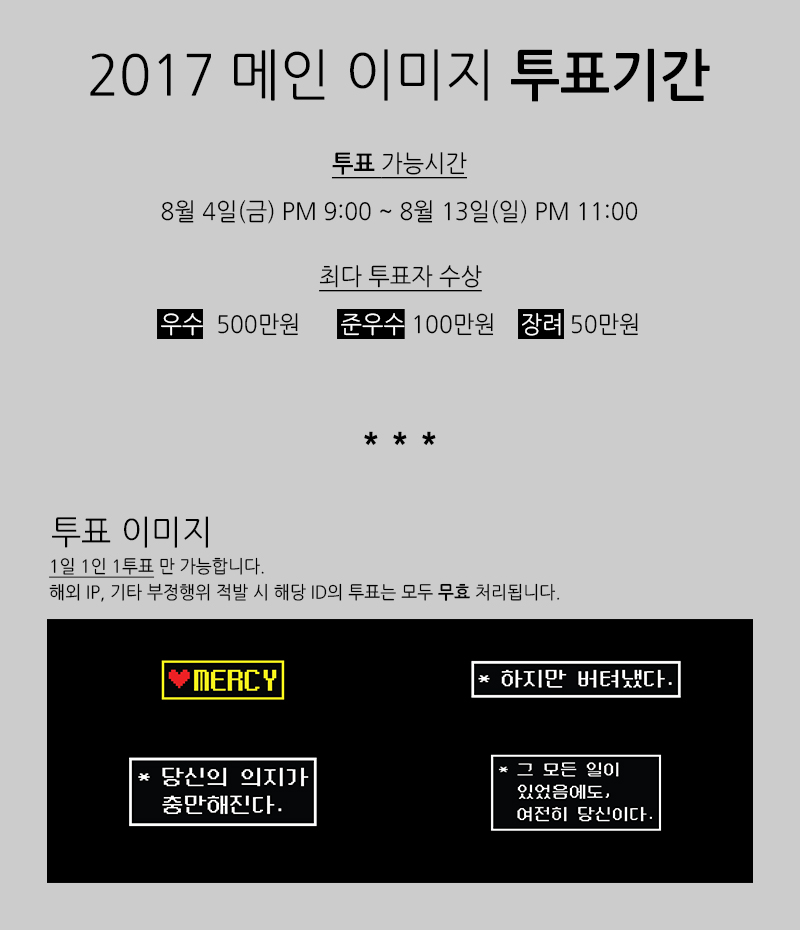 2017 메인 이미지 투표기간
투표 가능시간
8월 4일(금) PM 9:00 ~ 8월 13일(일) PM 11:00
최다 투표자 수상
우수 500만원 준우수 100만원 장려 50만원
* * *
투표 이미지
1일 1인 1투표 만 가능합니다.
해외 IP, 기타 부정행위 적발 시 해당 ID의 투표는 모두 무효 처리됩니다.
♥MERCY
* 하지만 버텨냈다.
* 당신의 의지가
충만해진다.
* 그 모든 일이
있었음에도,
여전히 당신이다.